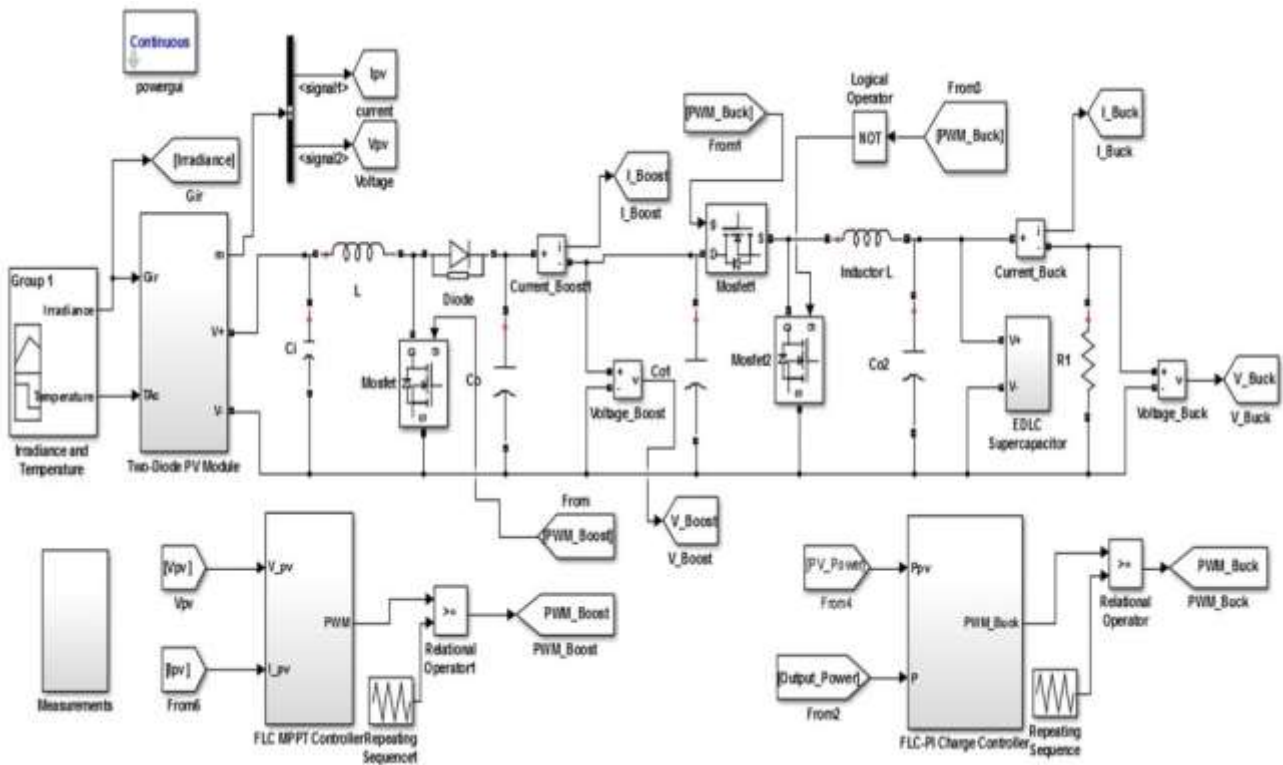 Continuous
powergui
<signal1>
Ipv
current
<signal2>
Vpv
Voltage
[Irradiance]
Gir
Logical
Operator
NOT
From3
[PWM_Buck]
[PWM_Buck]
From1
I_Buck
I_Buck
I_Boost
I_Boost
Group 1
Irradiance
Temperature
Irradiance and
Temperature
Gir
TAc
m
V+
V-
Two-Diode PV Module
Ci
L
Diode
Mosfet
Co
i
+
-
Current_Boost1
+
-
v
Voltage_Boost
Co1
g
D
S
Mosfet1
Mosfet2
Inductor L
Co2
V+
V-
EDLC
Supercapacitor
i
+
-
Current_Buck
R1
+
-
v
Voltage_Buck
V_Buck
V_Buck
From
[PWM_Boost]
V_Boost
V_Boost
Measurements
[Vpv]
Vpv
[Ipv]
From6
V_pv
I_pv
PWM
FLC MPPT Controller
Repeating
Sequence1
>=
Relational
Operator1
PWM_Boost
PWM_Boost
[PV_Power]
From4
[Output_Power]
From2
Ppv
P
PWM_Buck
FLC-PI Charge Controller
Repeating
Sequence
>=
Relational
Operator
PWM_Buck
PWM_Buck